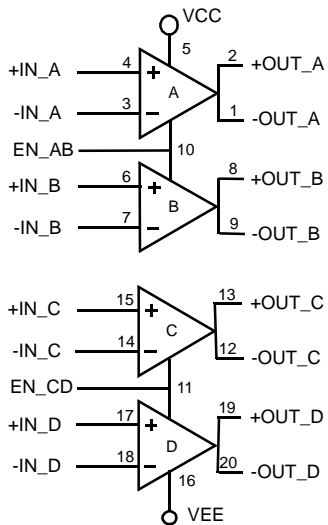 VCC
5
+IN_A 4 + 2 +OUT_A
A
-IN_A 3 − 1 -OUT_A
EN_AB 10
+IN_B 6 + 8 +OUT_B
B
-IN_B 7 − 9 -OUT_B
+IN_C 15 + 13 +OUT_C
C
-IN_C 14 − 12 -OUT_C
EN_CD 11
+IN_D 17 + 19 +OUT_D
D
-IN_D 18 − 20 -OUT_D
16
VEE